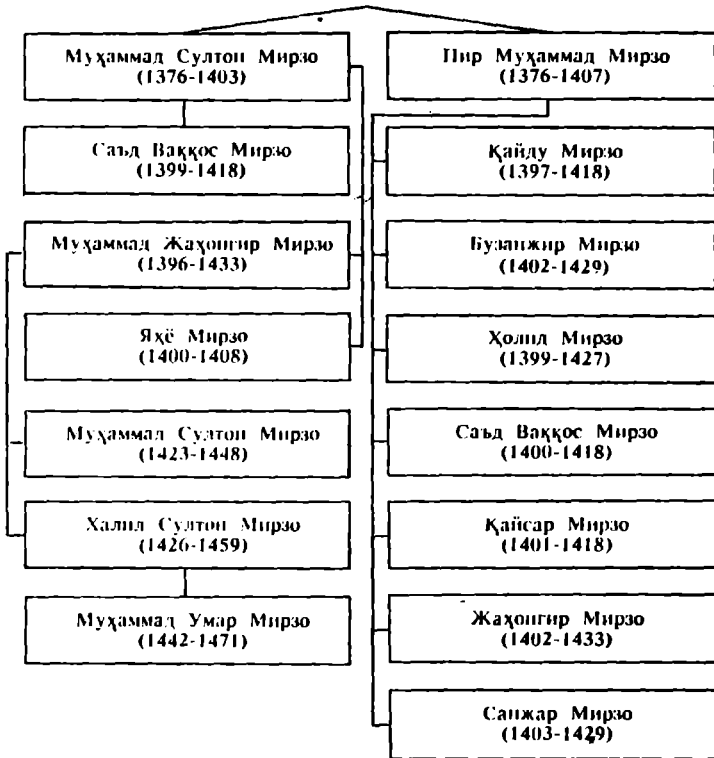 Муҳаммад Султон Мирзо
(1376-1403)
Саъд Ваққос Мирзо
(1399-1418)
Муҳаммад Жаҳонгир Мирзо
(1396-1433)
Яҳё Мирзо
(1400-1408)
Муҳаммад Султон Мирзо
(1423-1448)
Халил Султон Мирзо
(1426-1459)
Муҳаммад Умар Мирзо
(1442-1471)
Пир Муҳаммад Мирзо
(1376-1407)
Қайду Мирзо
(1397-1418)
Бузанжир Мирзо
(1402-1429)
Ҳолид Мирзо
(1399-1427)
Саъд Ваққос Мирзо
(1400-1418)
Қайсар Мирзо
(1401-1418)
Жаҳонгир Мирзо
(1402-1433)
Санжар Мирзо
(1403-1429)